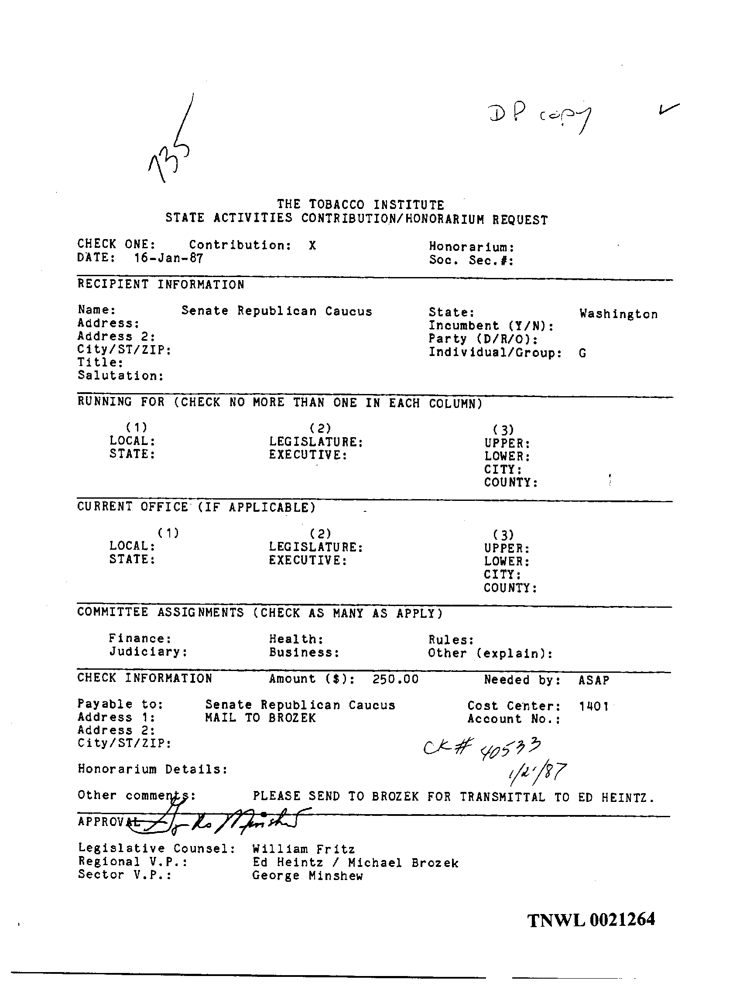 DP copy ✓
735
THE TOBACCO INSTITUTE
STATE ACTIVITIES CONTRIBUTION/HONORARIUM REQUEST
CHECK ONE: Contribution: X Honorarium:
DATE: 16-Jan-87 Soc. Sec.#:
RECIPIENT INFORMATION
Name: Senate Republican Caucus State: Washington
Address: Incumbent (Y/N):
Address 2: Party (D/R/O):
City/ST/ZIP: Individual/Group: G
Title:
Salutation:
RUNNING FOR (CHECK NO MORE THAN ONE IN EACH COLUMN)
(1) (2) (3)
LOCAL: LEGISLATURE: UPPER:
STATE: EXECUTIVE: LOWER:
CITY:
COUNTY:
CURRENT OFFICE (IF APPLICABLE)
(1) (2) (3)
LOCAL: LEGISLATURE: UPPER:
STATE: EXECUTIVE: LOWER:
CITY:
COUNTY:
COMMITTEE ASSIGNMENTS (CHECK AS MANY AS APPLY)
Finance: Health: Rules:
Judiciary: Business: Other (explain):
CHECK INFORMATION Amount ($): 250.00 Needed by: ASAP
Payable to: Senate Republican Caucus Cost Center: 1401
Address 1: MAIL TO BROZEK Account No.:
Address 2:
City/ST/ZIP:
CK# 40533
Honorarium Details:
Other comments: PLEASE SEND TO BROZEK FOR TRANSMITTAL TO ED HEINTZ.
APPROVAL
Legislative Counsel: William Fritz
Regional V.P.: Ed Heintz / Michael Brozek
Sector V.P.: George Minshew
TNWL 0021264